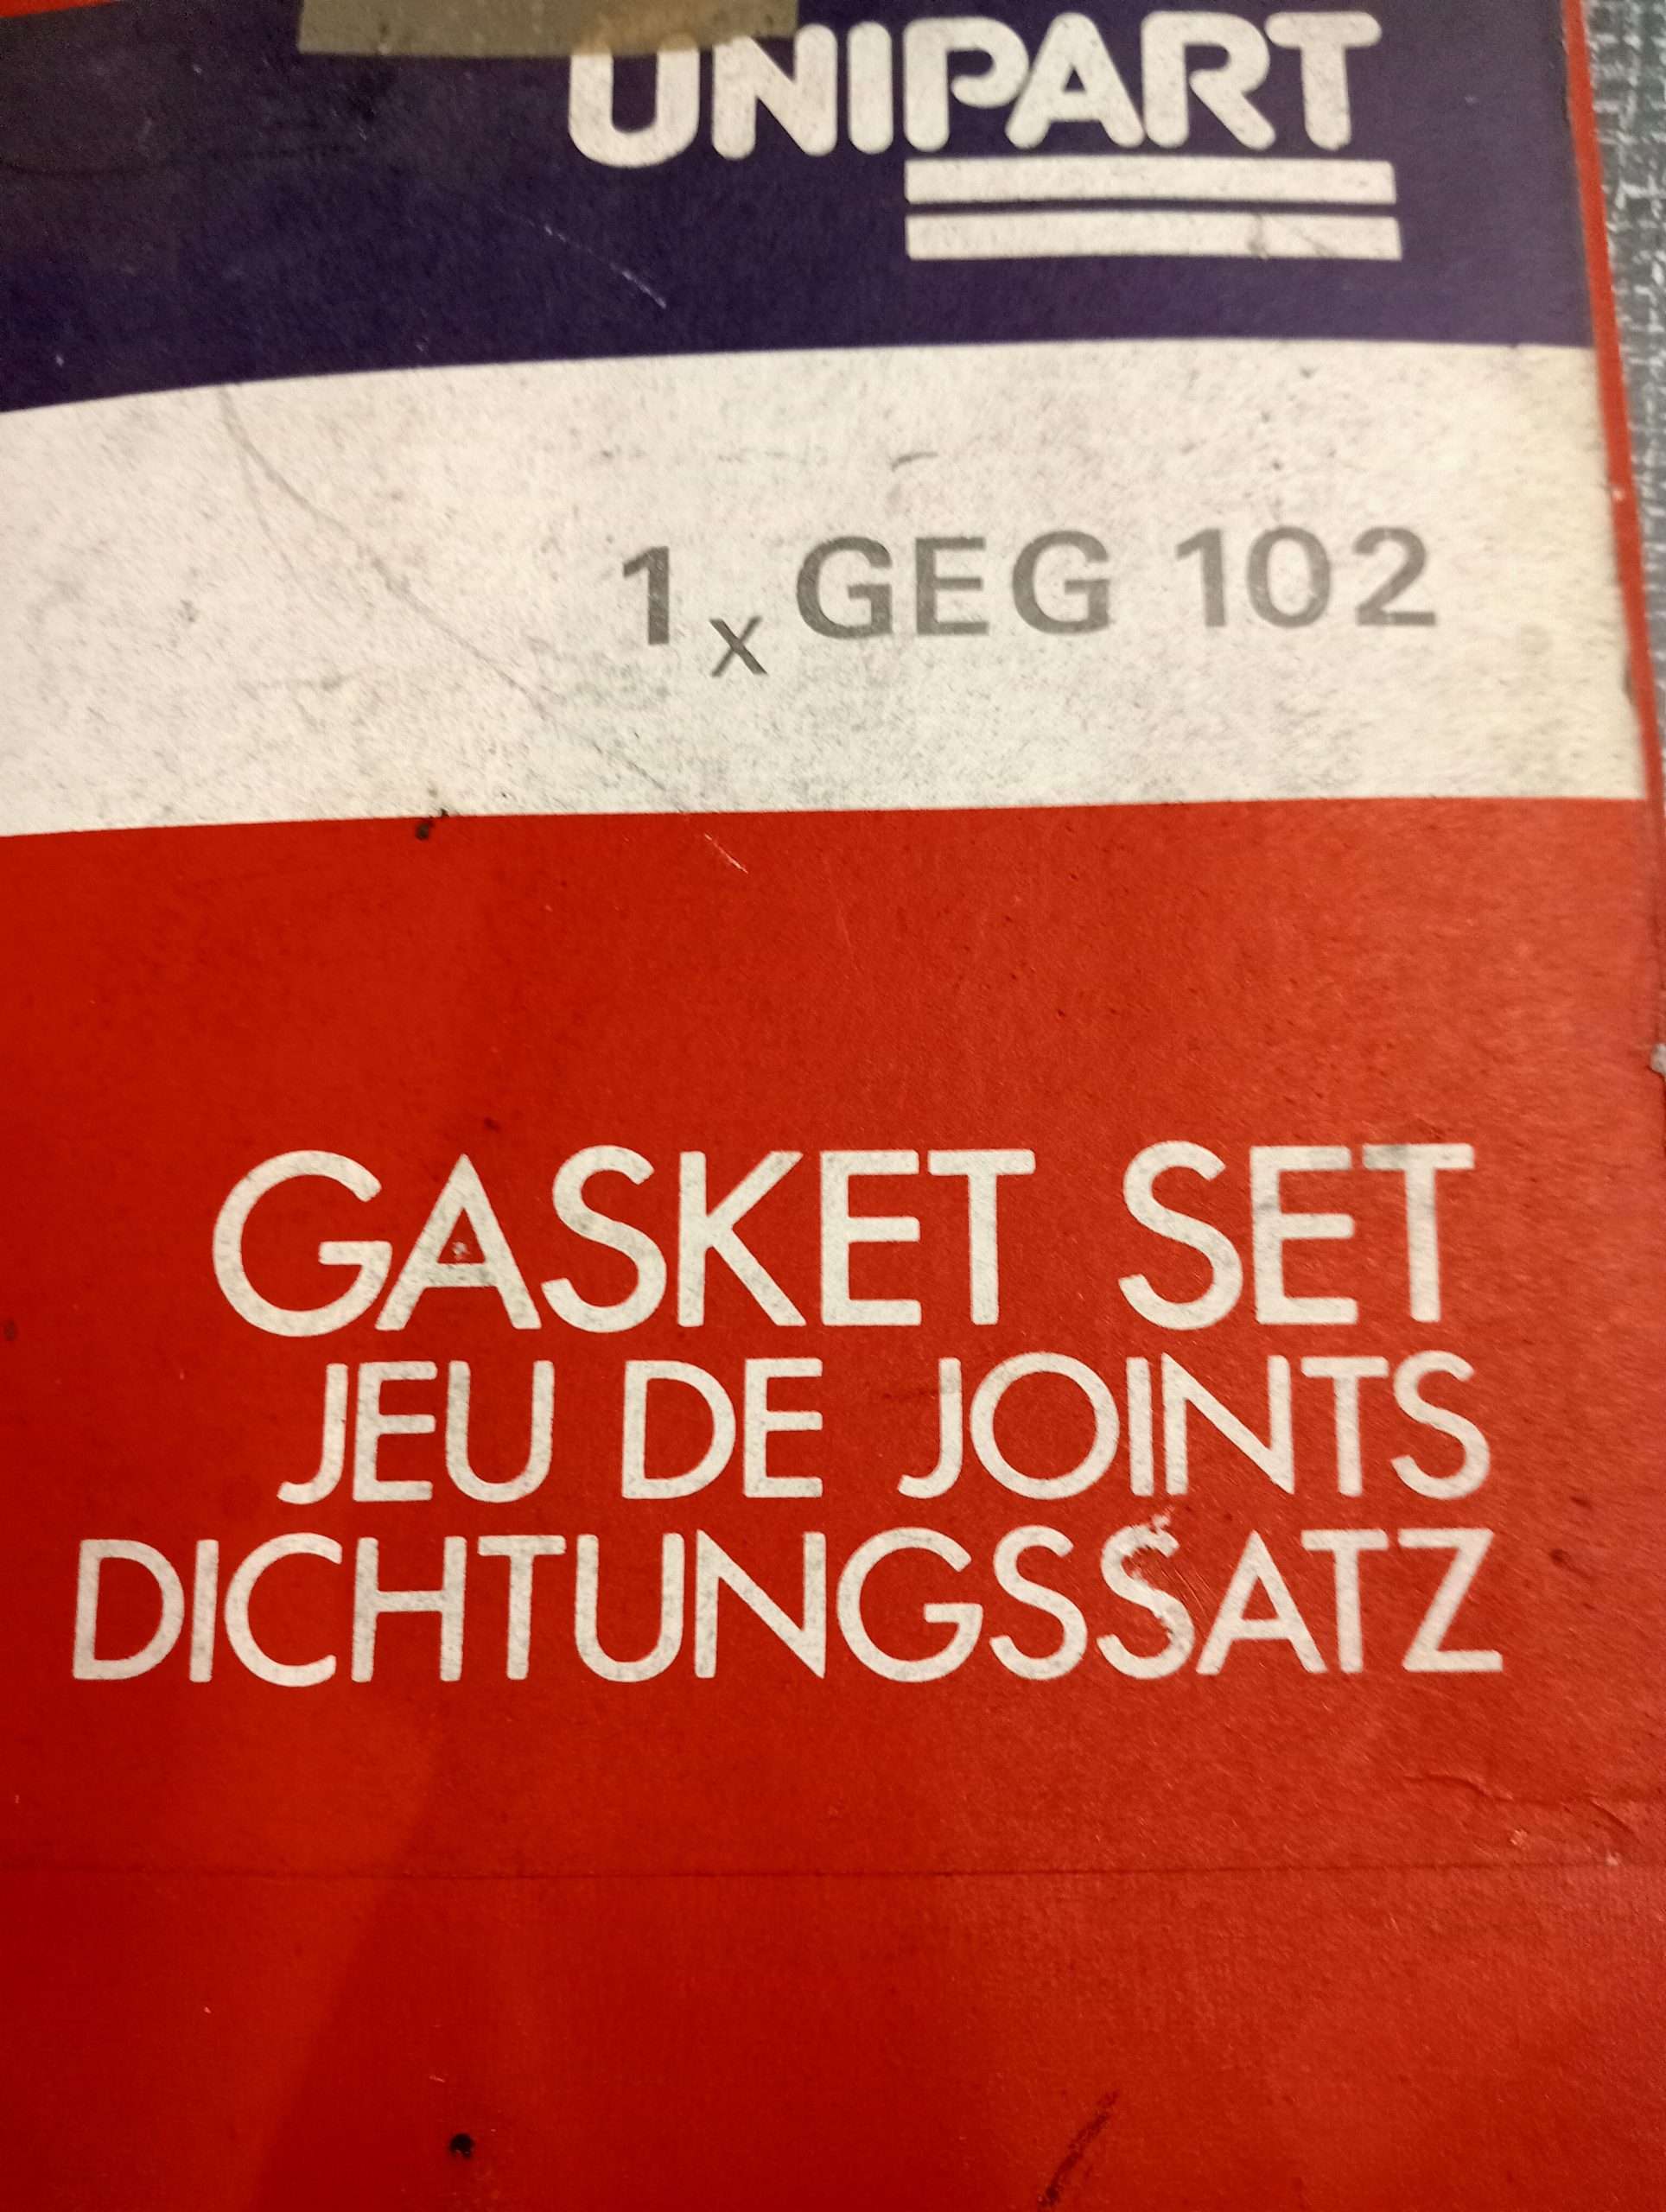 UNIPART
1 x GEG 102
GASKET SET
JEU DE JOINTS
DICHTUNGSSATZ